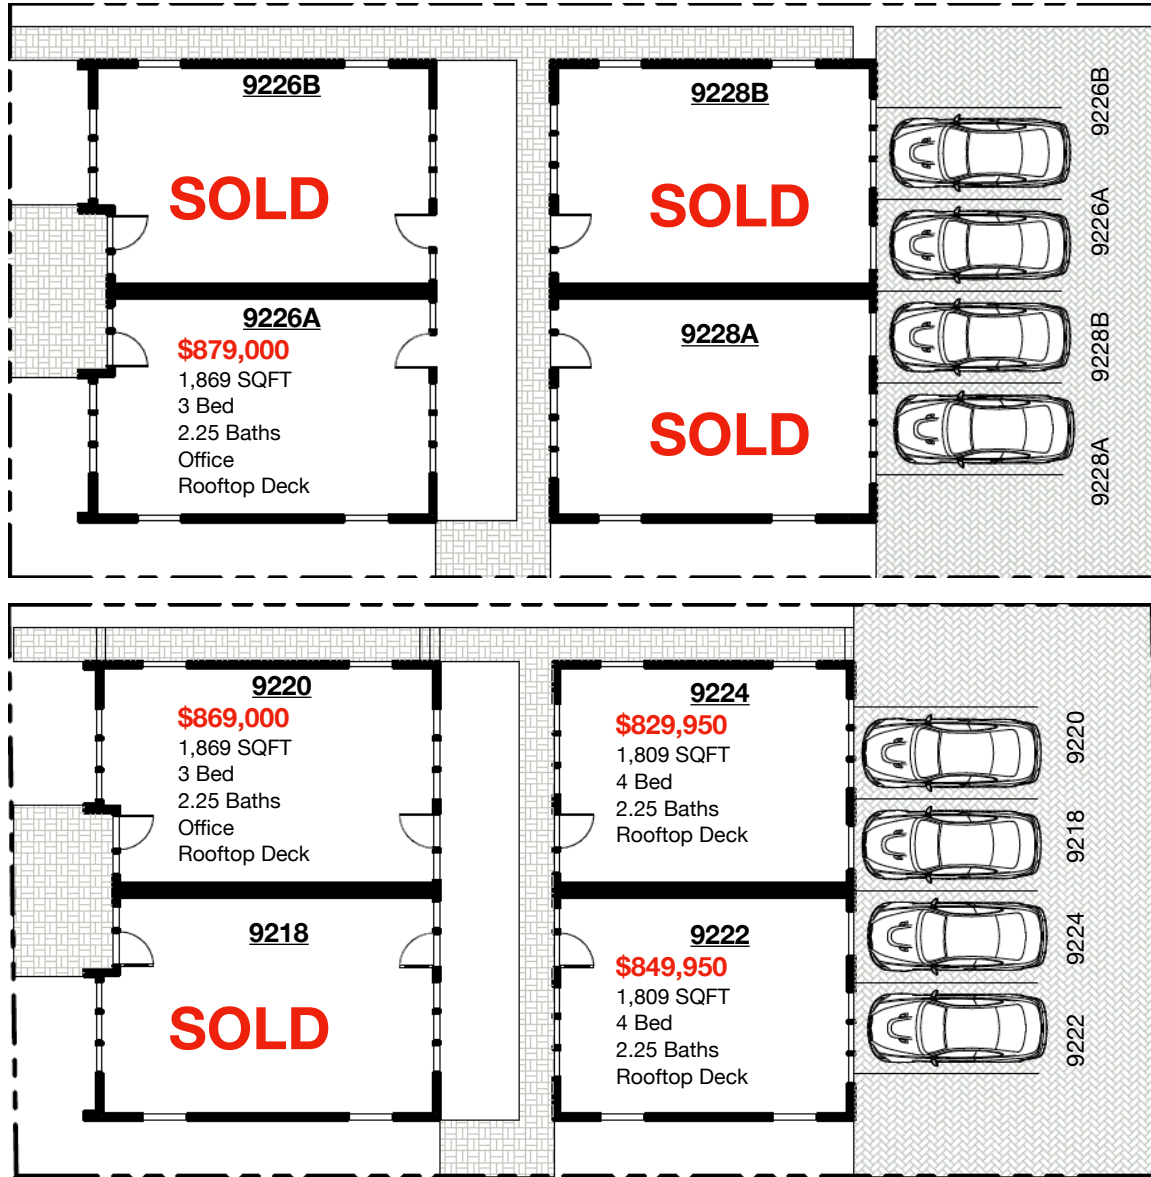 9226B
SOLD
9228B
SOLD
9226A
$879,000
1,869 SQFT
3 Bed
2.25 Baths
Office
Rooftop Deck
9228A
SOLD
9226B
9226A
9228B
9228A
9220
$869,000
1,869 SQFT
3 Bed
2.25 Baths
Office
Rooftop Deck
9224
$829,950
1,809 SQFT
4 Bed
2.25 Baths
Rooftop Deck
9218
SOLD
9222
$849,950
1,809 SQFT
4 Bed
2.25 Baths
Rooftop Deck
9220
9218
9224
9222